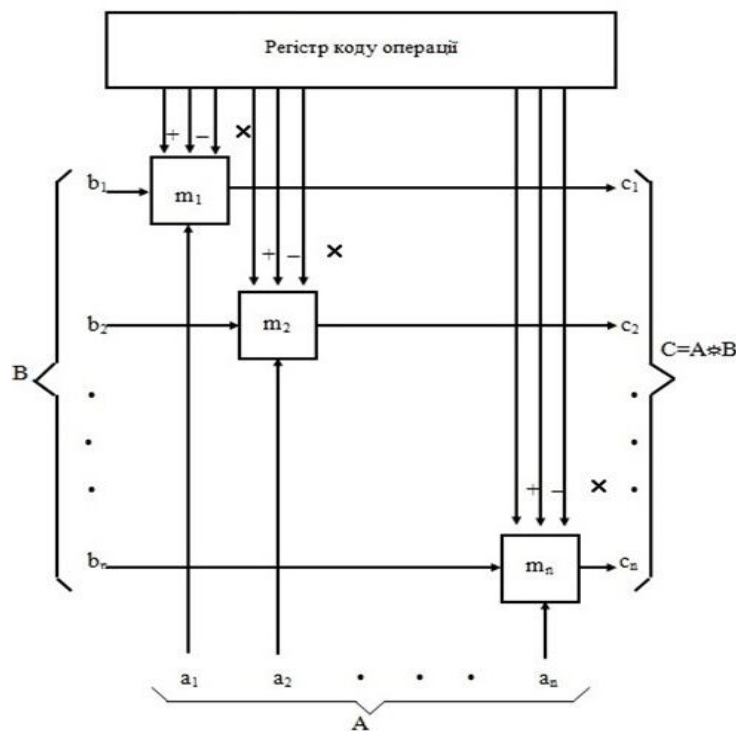 Регістр коду операції
+ − ×
b₁ m₁ c₁
+ − ×
b₂ m₂ c₂
B C=A✡B
+ − ×
bₙ mₙ cₙ
a₁ a₂ . . . aₙ
A